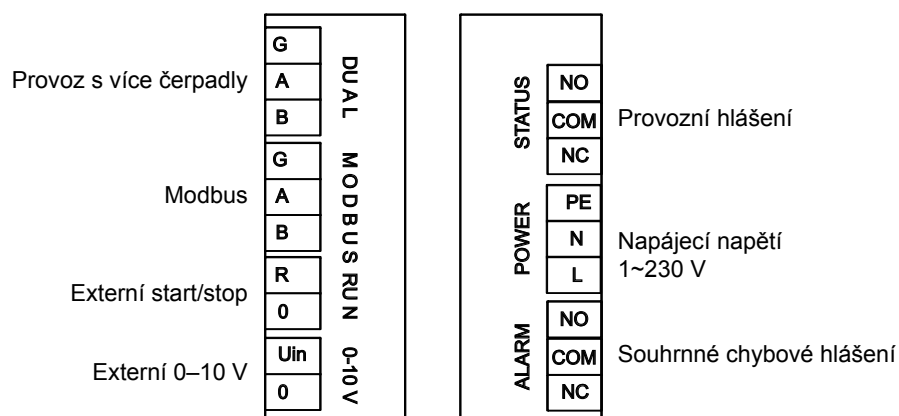 Provoz s více čerpadly
G
A
B
DUAL
Modbus
G
A
B
MODBUS
Externí start/stop
R
0
RUN
Externí 0–10 V
Uin
0
0-10 V
STATUS
NO
COM
NC
Provozní hlášení
POWER
PE
N
L
Napájecí napětí
1~230 V
ALARM
NO
COM
NC
Souhrnné chybové hlášení